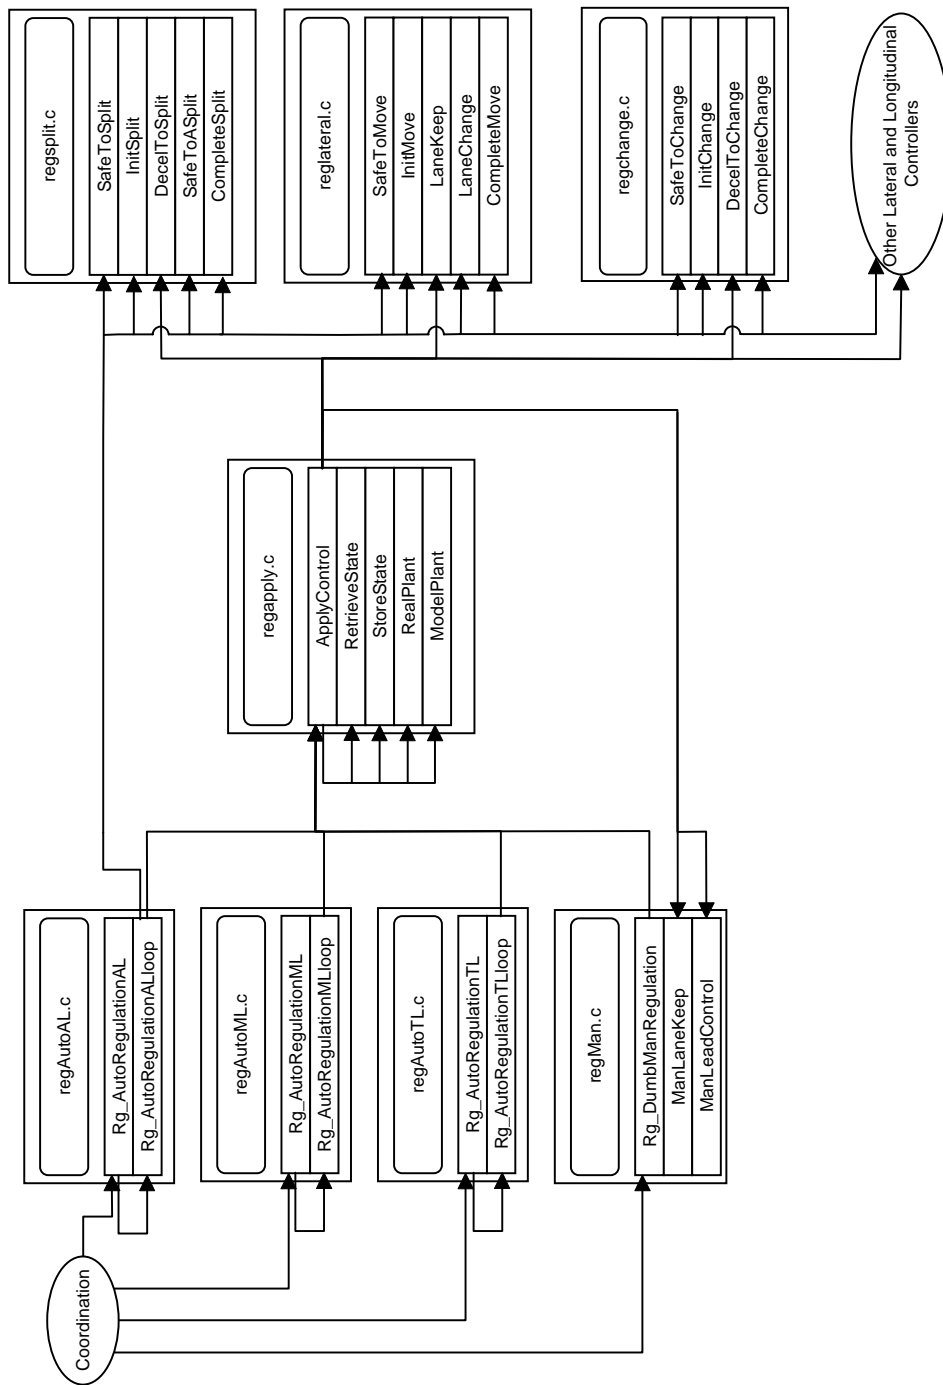 Coordination
regAutoAL.c
Rg_AutoRegulationAL
Rg_AutoRegulationALloop
regAutoML.c
Rg_AutoRegulationML
Rg_AutoRegulationMLloop
regAutoTL.c
Rg_AutoRegulationTL
Rg_AutoRegulationTLloop
regMan.c
Rg_DumbManRegulation
ManLaneKeep
ManLeadControl
regapply.c
ApplyControl
RetrieveState
StoreState
RealPlant
ModelPlant
regsplit.c
SafeToSplit
InitSplit
DecelToSplit
SafeToASplit
CompleteSplit
reglateral.c
SafeToMove
InitMove
LaneKeep
LaneChange
CompleteMove
regchange.c
SafeToChange
InitChange
DecelToChange
CompleteChange
Other Lateral and Longitudinal
Controllers